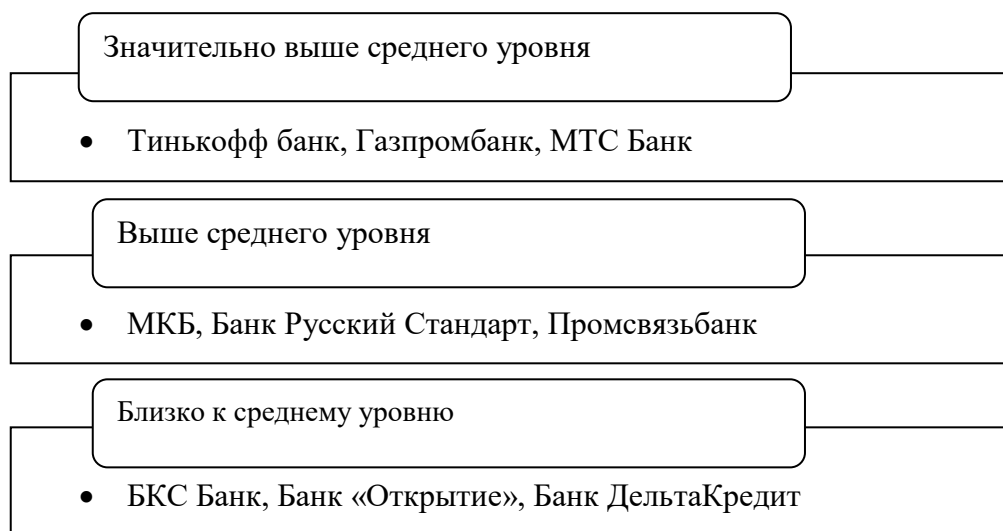 Значительно выше среднего уровня
• Тинькофф банк, Газпромбанк, МТС Банк
Выше среднего уровня
• МКБ, Банк Русский Стандарт, Промсвязьбанк
Близко к среднему уровню
• БКС Банк, Банк «Открытие», Банк ДельтаКредит